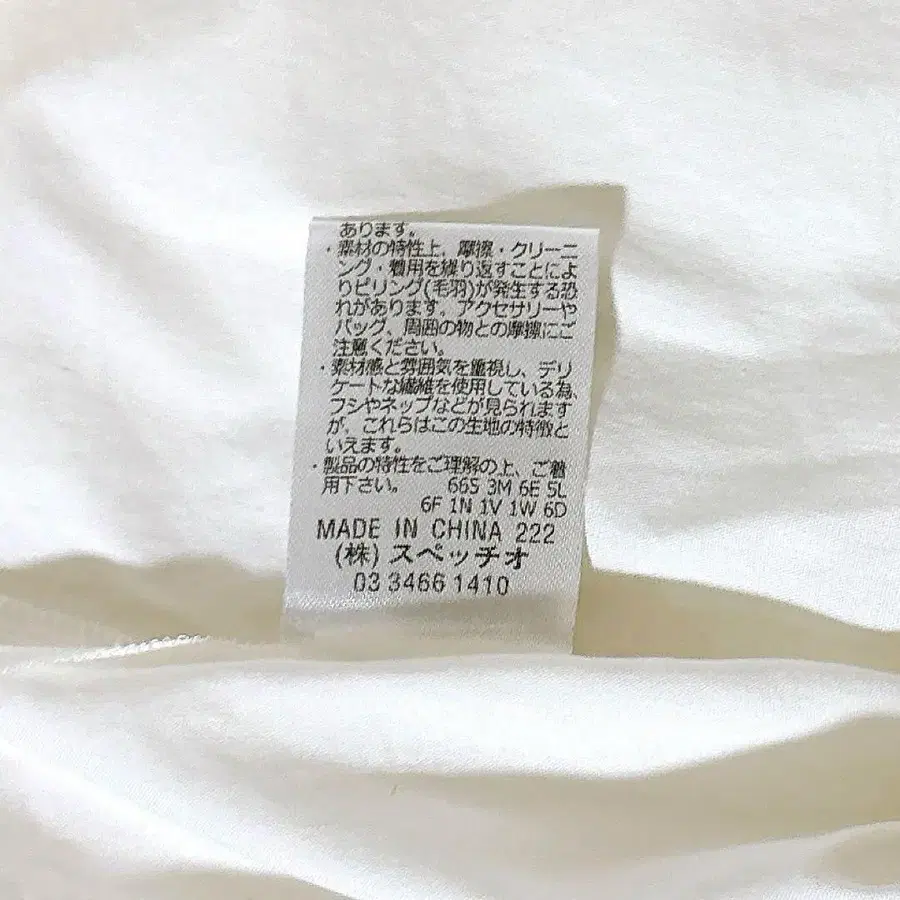 あります。
・素材の特性上、摩擦・クリーニ
ング・着用を繰り返すことによ
りピリング(毛羽)が発生する恐
れがあります。アクセサリーや
バッグ、周囲の物との摩擦にご
注意ください。
・素材感と雰囲気を重視し、デリ
ケートな繊維を使用している為、
フシやネップなどが見られます
が、これらはこの生地の特徴と
いえます。
・製品の特性をご理解の上、ご着
用下さい。 665 3M 6E 5L
6F 1N 1V 1W 6D
MADE IN CHINA 222
(株) スペッチオ
03 3466 1410